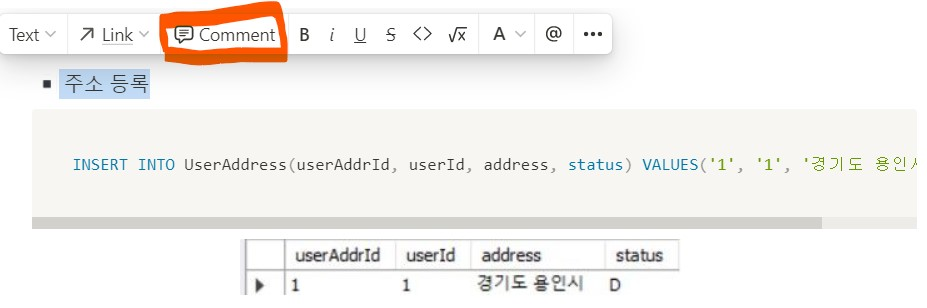 Text Link Comment B i U S <> √x A @ •••
주소 등록
INSERT INTO UserAddress(userAddrId, userId, address, status) VALUES('1', '1', '경기도 용인시
userAddrId userId address status
1 1 경기도 용인시 D